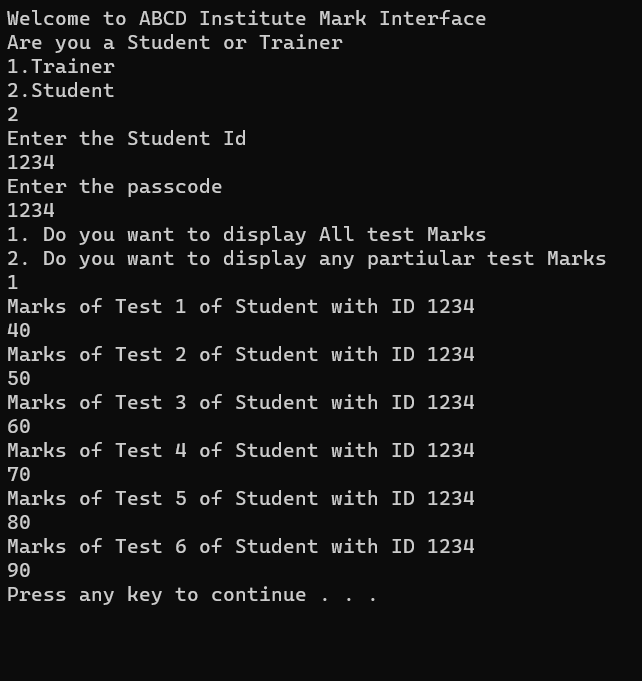 Welcome to ABCD Institute Mark Interface
Are you a Student or Trainer
1.Trainer
2.Student
2
Enter the Student Id
1234
Enter the passcode
1234
1. Do you want to display All test Marks
2. Do you want to display any partiular test Marks
1
Marks of Test 1 of Student with ID 1234
40
Marks of Test 2 of Student with ID 1234
50
Marks of Test 3 of Student with ID 1234
60
Marks of Test 4 of Student with ID 1234
70
Marks of Test 5 of Student with ID 1234
80
Marks of Test 6 of Student with ID 1234
90
Press any key to continue . . .